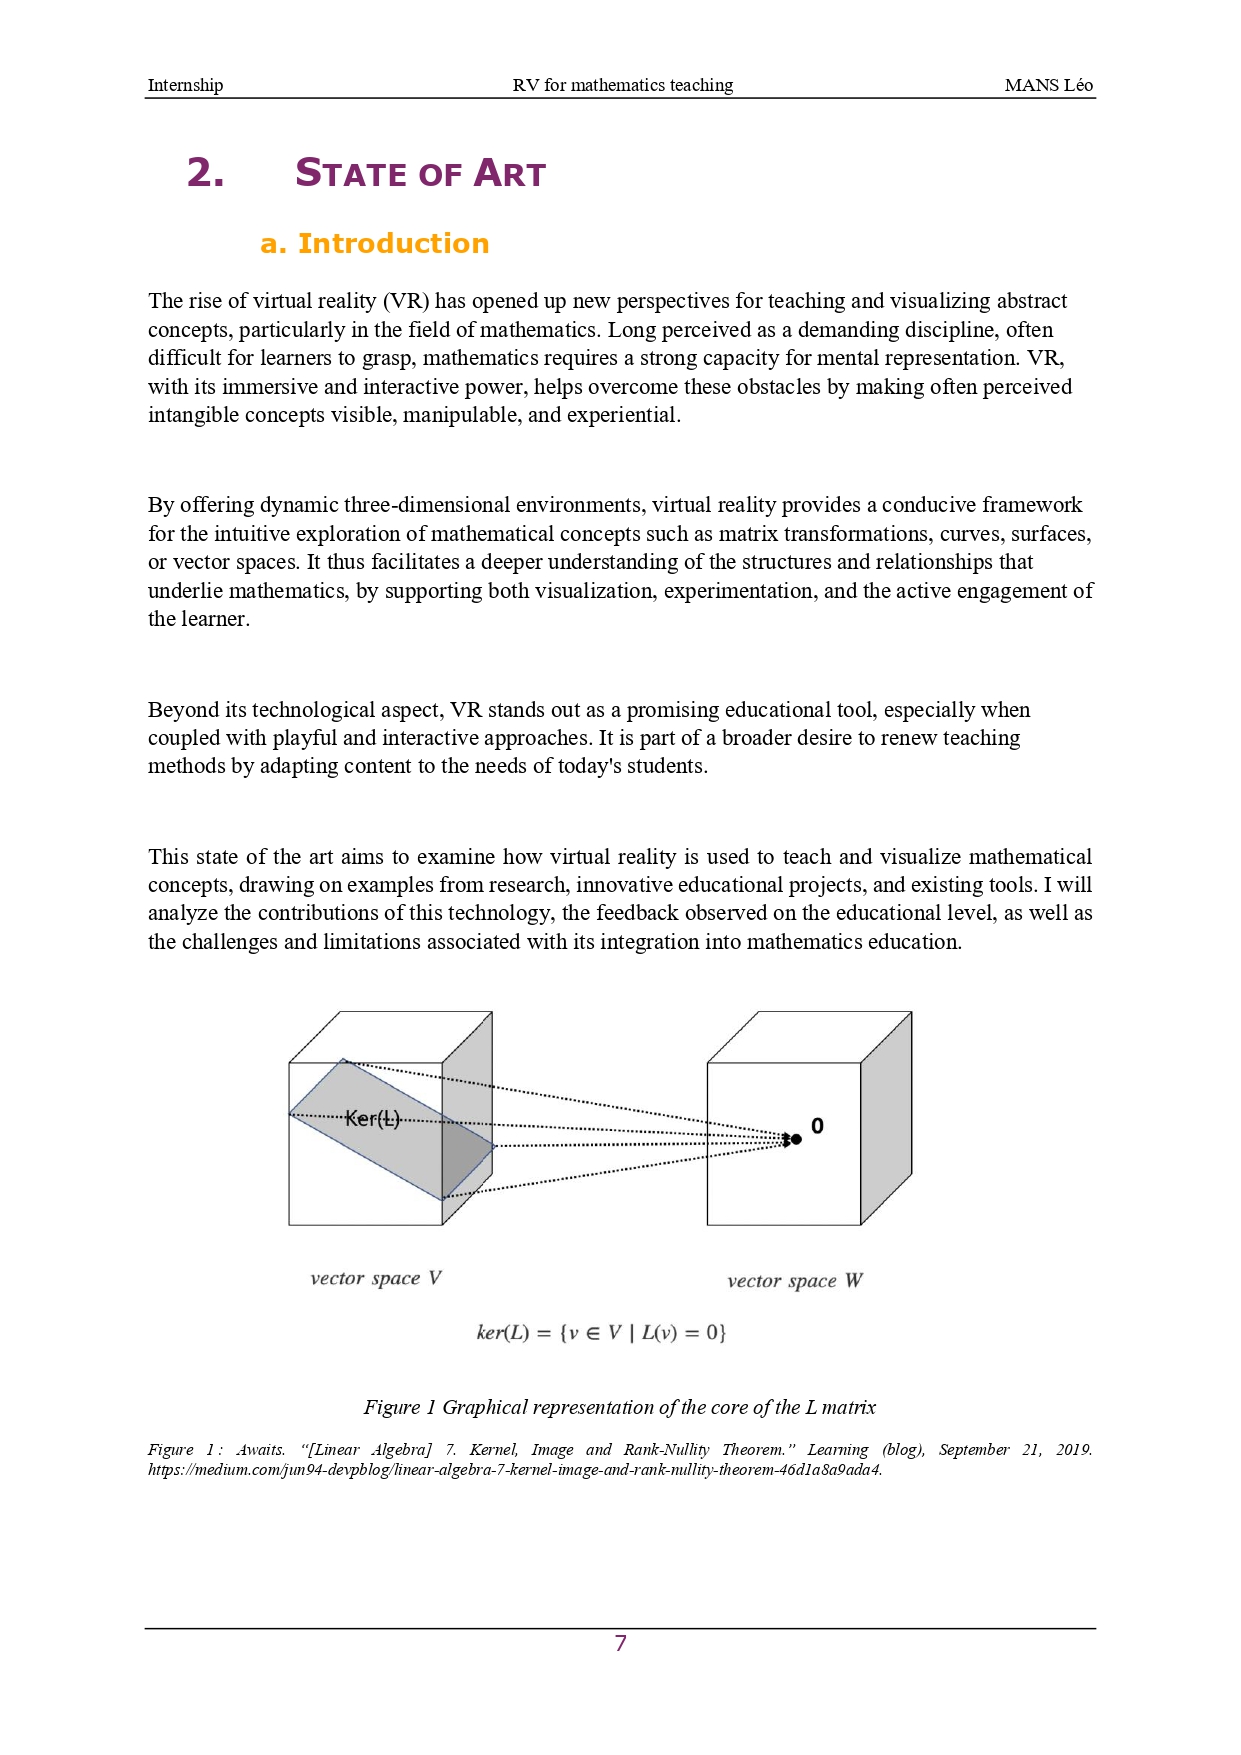 Internship RV for mathematics teaching MANS Léo
2. STATE OF ART
a. Introduction
The rise of virtual reality (VR) has opened up new perspectives for teaching and visualizing abstract
concepts, particularly in the field of mathematics. Long perceived as a demanding discipline, often
difficult for learners to grasp, mathematics requires a strong capacity for mental representation. VR,
with its immersive and interactive power, helps overcome these obstacles by making often perceived
intangible concepts visible, manipulable, and experiential.
By offering dynamic three-dimensional environments, virtual reality provides a conducive framework
for the intuitive exploration of mathematical concepts such as matrix transformations, curves, surfaces,
or vector spaces. It thus facilitates a deeper understanding of the structures and relationships that
underlie mathematics, by supporting both visualization, experimentation, and the active engagement of
the learner.
Beyond its technological aspect, VR stands out as a promising educational tool, especially when
coupled with playful and interactive approaches. It is part of a broader desire to renew teaching
methods by adapting content to the needs of today's students.
This state of the art aims to examine how virtual reality is used to teach and visualize mathematical
concepts, drawing on examples from research, innovative educational projects, and existing tools. I will
analyze the contributions of this technology, the feedback observed on the educational level, as well as
the challenges and limitations associated with its integration into mathematics education.
Ker(L)
0
vector space V
vector space W
ker(L) = {v ∈ V | L(v) = 0}
Figure 1 Graphical representation of the core of the L matrix
Figure 1 : Awaits. “[Linear Algebra] 7. Kernel, Image and Rank-Nullity Theorem.” Learning (blog), September 21, 2019.
https://medium.com/jun94-devpblog/linear-algebra-7-kernel-image-and-rank-nullity-theorem-46d1a8a9ada4.
7